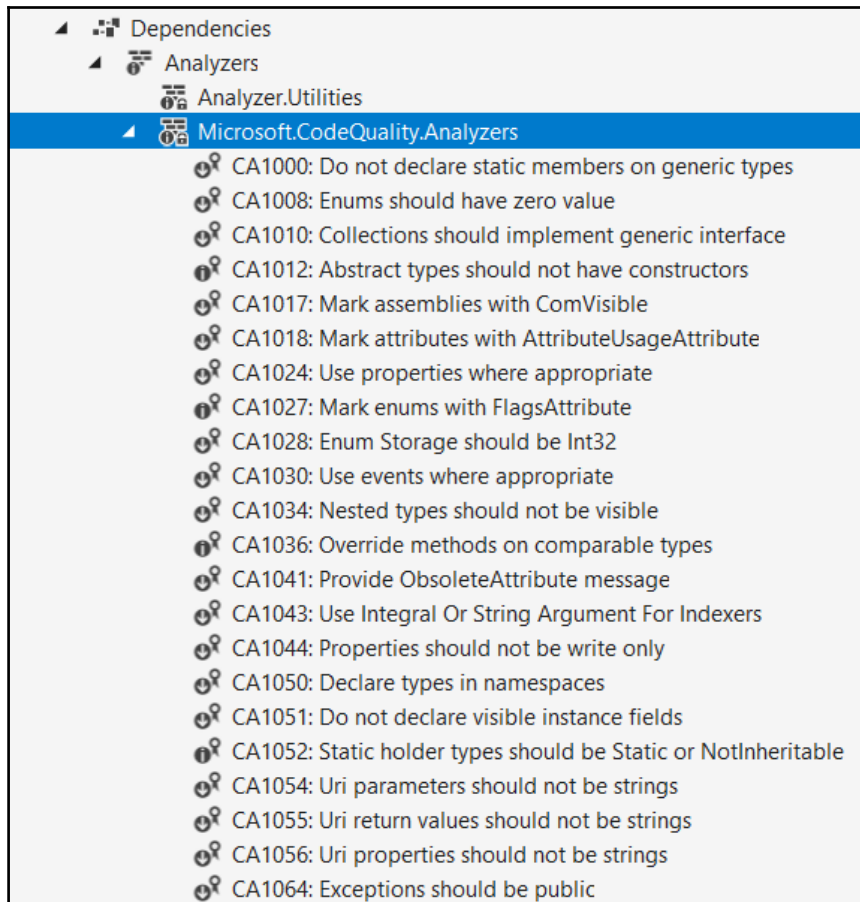 Dependencies
Analyzers
Analyzer.Utilities
Microsoft.CodeQuality.Analyzers
CA1000: Do not declare static members on generic types
CA1008: Enums should have zero value
CA1010: Collections should implement generic interface
CA1012: Abstract types should not have constructors
CA1017: Mark assemblies with ComVisible
CA1018: Mark attributes with AttributeUsageAttribute
CA1024: Use properties where appropriate
CA1027: Mark enums with FlagsAttribute
CA1028: Enum Storage should be Int32
CA1030: Use events where appropriate
CA1034: Nested types should not be visible
CA1036: Override methods on comparable types
CA1041: Provide ObsoleteAttribute message
CA1043: Use Integral Or String Argument For Indexers
CA1044: Properties should not be write only
CA1050: Declare types in namespaces
CA1051: Do not declare visible instance fields
CA1052: Static holder types should be Static or NotInheritable
CA1054: Uri parameters should not be strings
CA1055: Uri return values should not be strings
CA1056: Uri properties should not be strings
CA1064: Exceptions should be public